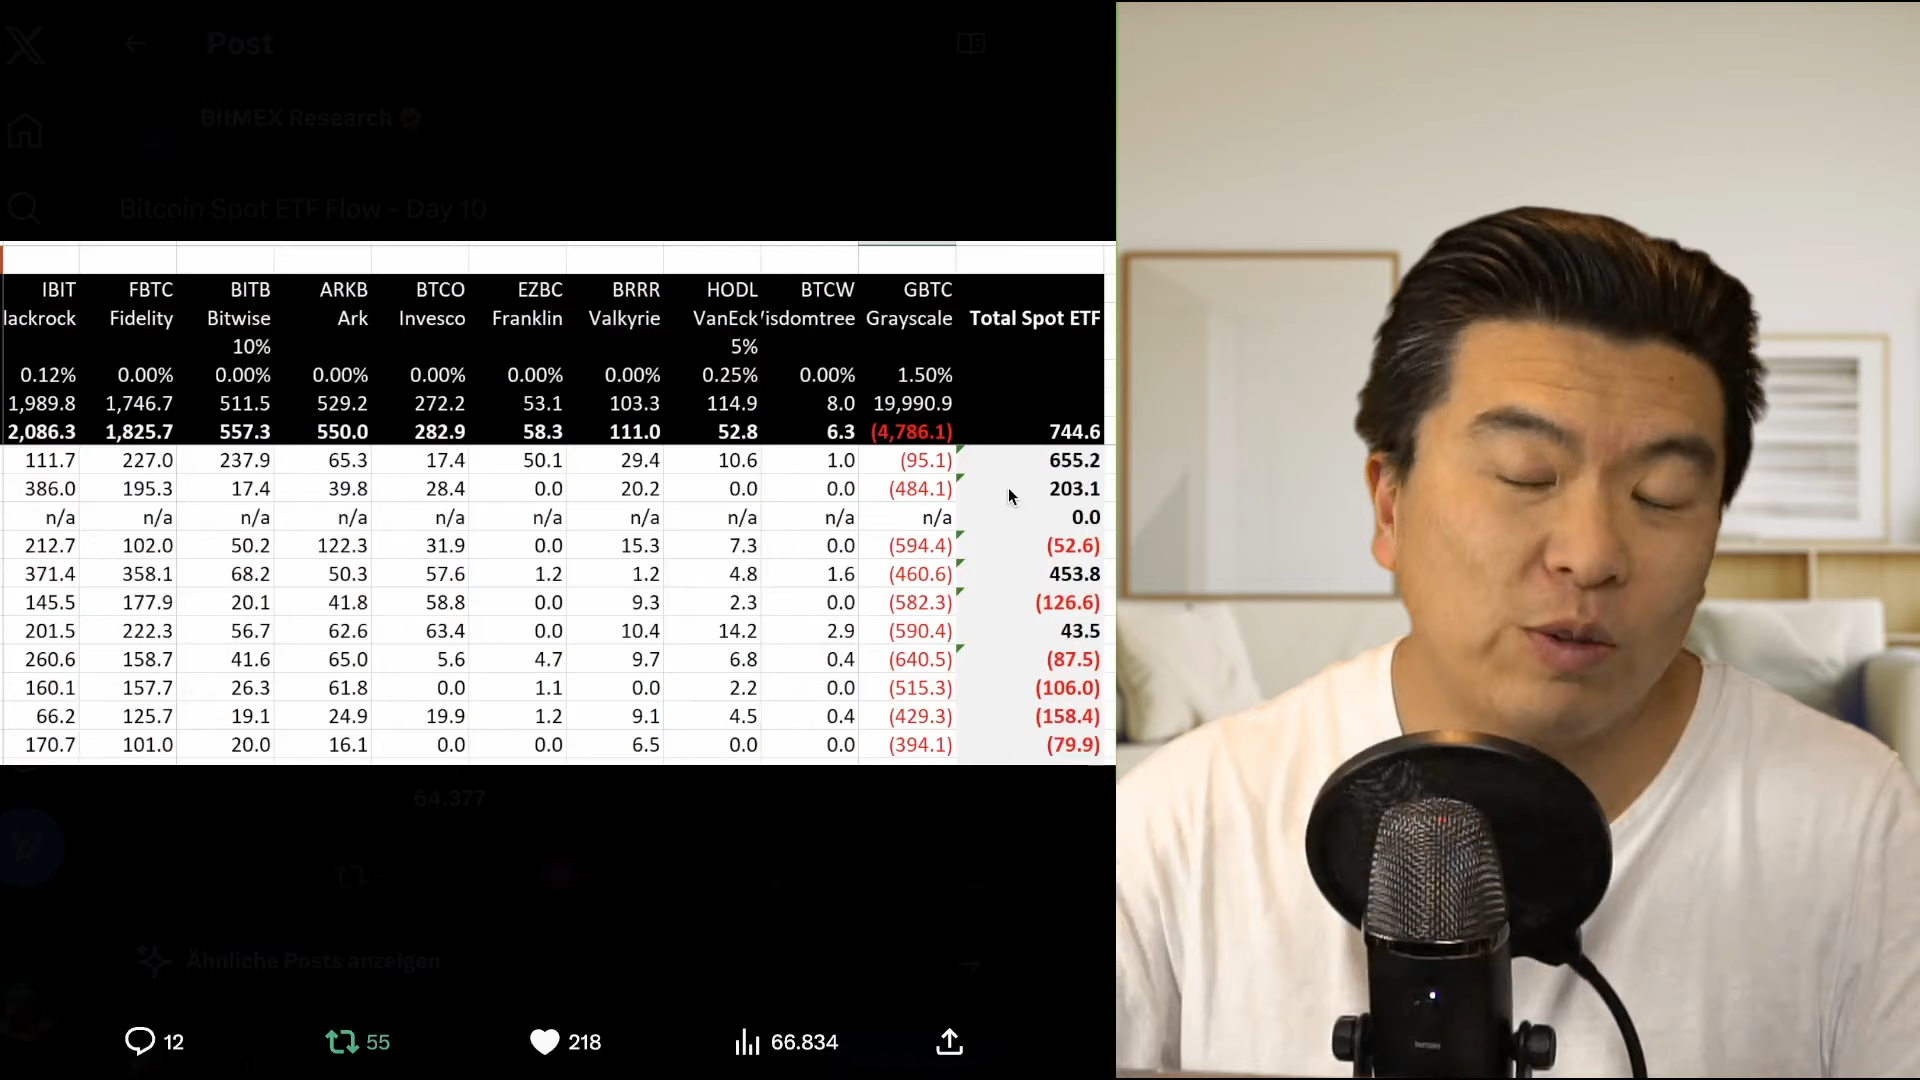 Post
BitMEX Research
Bitcoin Spot ETF Flow - Day 10
IBIT FBTC BITB ARKB BTCO EZBC BRRR HODL BTCW GBTC
lackrock Fidelity Bitwise Ark Invesco Franklin Valkyrie VanEck isdomtree Grayscale Total Spot ETF
10% 5%
0.12% 0.00% 0.00% 0.00% 0.00% 0.00% 0.00% 0.25% 0.00% 1.50%
1,989.8 1,746.7 511.5 529.2 272.2 53.1 103.3 114.9 8.0 19,990.9
2,086.3 1,825.7 557.3 550.0 282.9 58.3 111.0 52.8 6.3 (4,786.1) 744.6
111.7 227.0 237.9 65.3 17.4 50.1 29.4 10.6 1.0 (95.1) 655.2
386.0 195.3 17.4 39.8 28.4 0.0 20.2 0.0 0.0 (484.1) 203.1
n/a n/a n/a n/a n/a n/a n/a n/a n/a n/a 0.0
212.7 102.0 50.2 122.3 31.9 0.0 15.3 7.3 0.0 (594.4) (52.6)
371.4 358.1 68.2 50.3 57.6 1.2 1.2 4.8 1.6 (460.6) 453.8
145.5 177.9 20.1 41.8 58.8 0.0 9.3 2.3 0.0 (582.3) (126.6)
201.5 222.3 56.7 62.6 63.4 0.0 10.4 14.2 2.9 (590.4) 43.5
260.6 158.7 41.6 65.0 5.6 4.7 9.7 6.8 0.4 (640.5) (87.5)
160.1 157.7 26.3 61.8 0.0 1.1 0.0 2.2 0.0 (515.3) (106.0)
66.2 125.7 19.1 24.9 19.9 1.2 9.1 4.5 0.4 (429.3) (158.4)
170.7 101.0 20.0 16.1 0.0 0.0 6.5 0.0 0.0 (394.1) (79.9)
64.377
Ähnliche Posts anzeigen
12 55 218 66.834